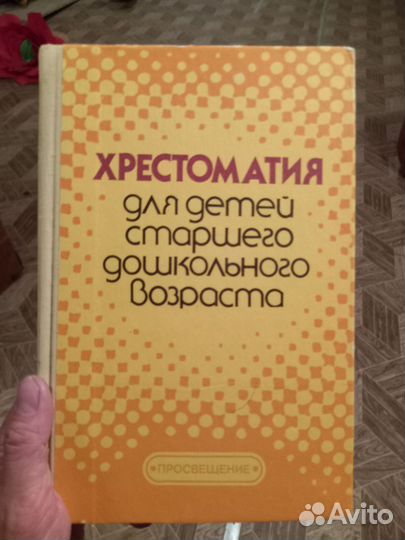 ХРЕСТОМАТИЯ
для детей
старшего
дошкольного
возраста
ПРОСВЕЩЕНИЕ
Avito